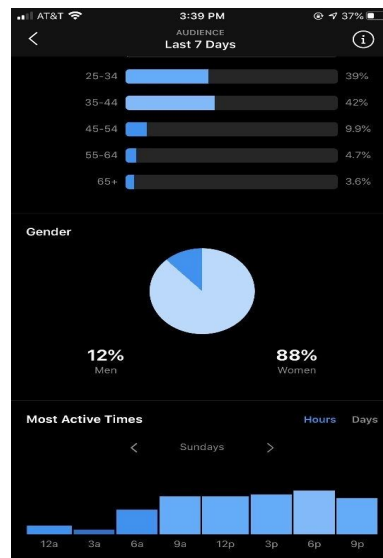 AT&T 3:39 PM 37%
AUDIENCE
Last 7 Days
25-34 39%
35-44 42%
45-54 9.9%
55-64 4.7%
65+ 3.6%
Gender
12% 88%
Men Women
Most Active Times Hours Days
Sundays
12a 3a 6a 9a 12p 3p 6p 9p